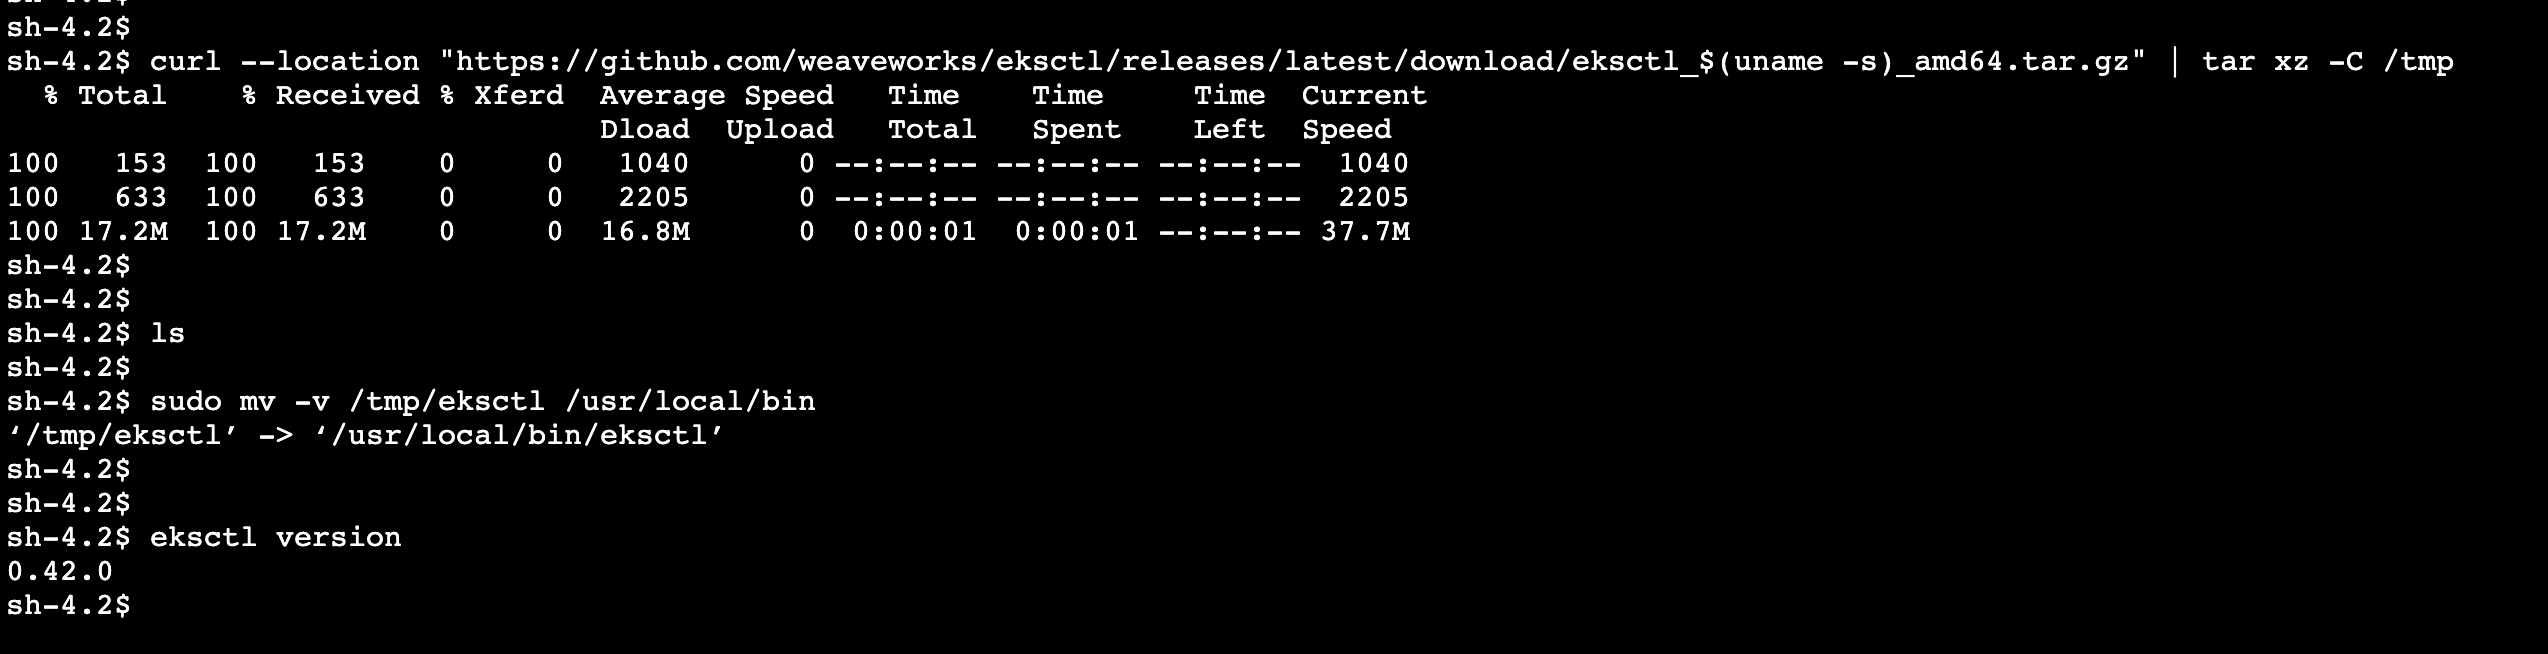 sh-4.2$
sh-4.2$
sh-4.2$ curl --location "https://github.com/weaveworks/eksctl/releases/latest/download/eksctl_$(uname -s)_amd64.tar.gz" | tar xz -C /tmp
  % Total    % Received % Xferd  Average Speed   Time    Time     Time  Current
                                 Dload  Upload   Total   Spent    Left  Speed
100   153  100   153    0     0   1040      0 --:--:-- --:--:-- --:--:--  1040
100   633  100   633    0     0   2205      0 --:--:-- --:--:-- --:--:--  2205
100 17.2M  100 17.2M    0     0  16.8M      0  0:00:01  0:00:01 --:--:-- 37.7M
sh-4.2$
sh-4.2$
sh-4.2$ ls
sh-4.2$
sh-4.2$ sudo mv -v /tmp/eksctl /usr/local/bin
‘/tmp/eksctl’ -> ‘/usr/local/bin/eksctl’
sh-4.2$
sh-4.2$
sh-4.2$ eksctl version
0.42.0
sh-4.2$